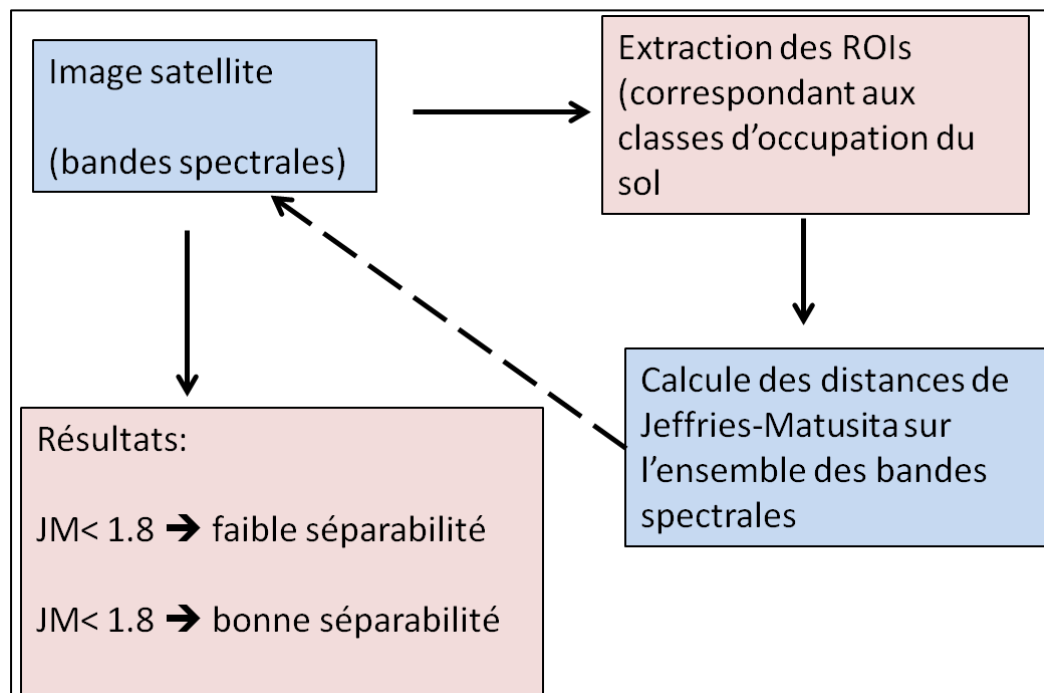 Image satellite
(bandes spectrales)
Extraction des ROIs
(correspondant aux
classes d’occupation du
sol
Calcule des distances de
Jeffries-Matusita sur
l’ensemble des bandes
spectrales
Résultats:
JM< 1.8 ➔ faible séparabilité
JM< 1.8 ➔ bonne séparabilité